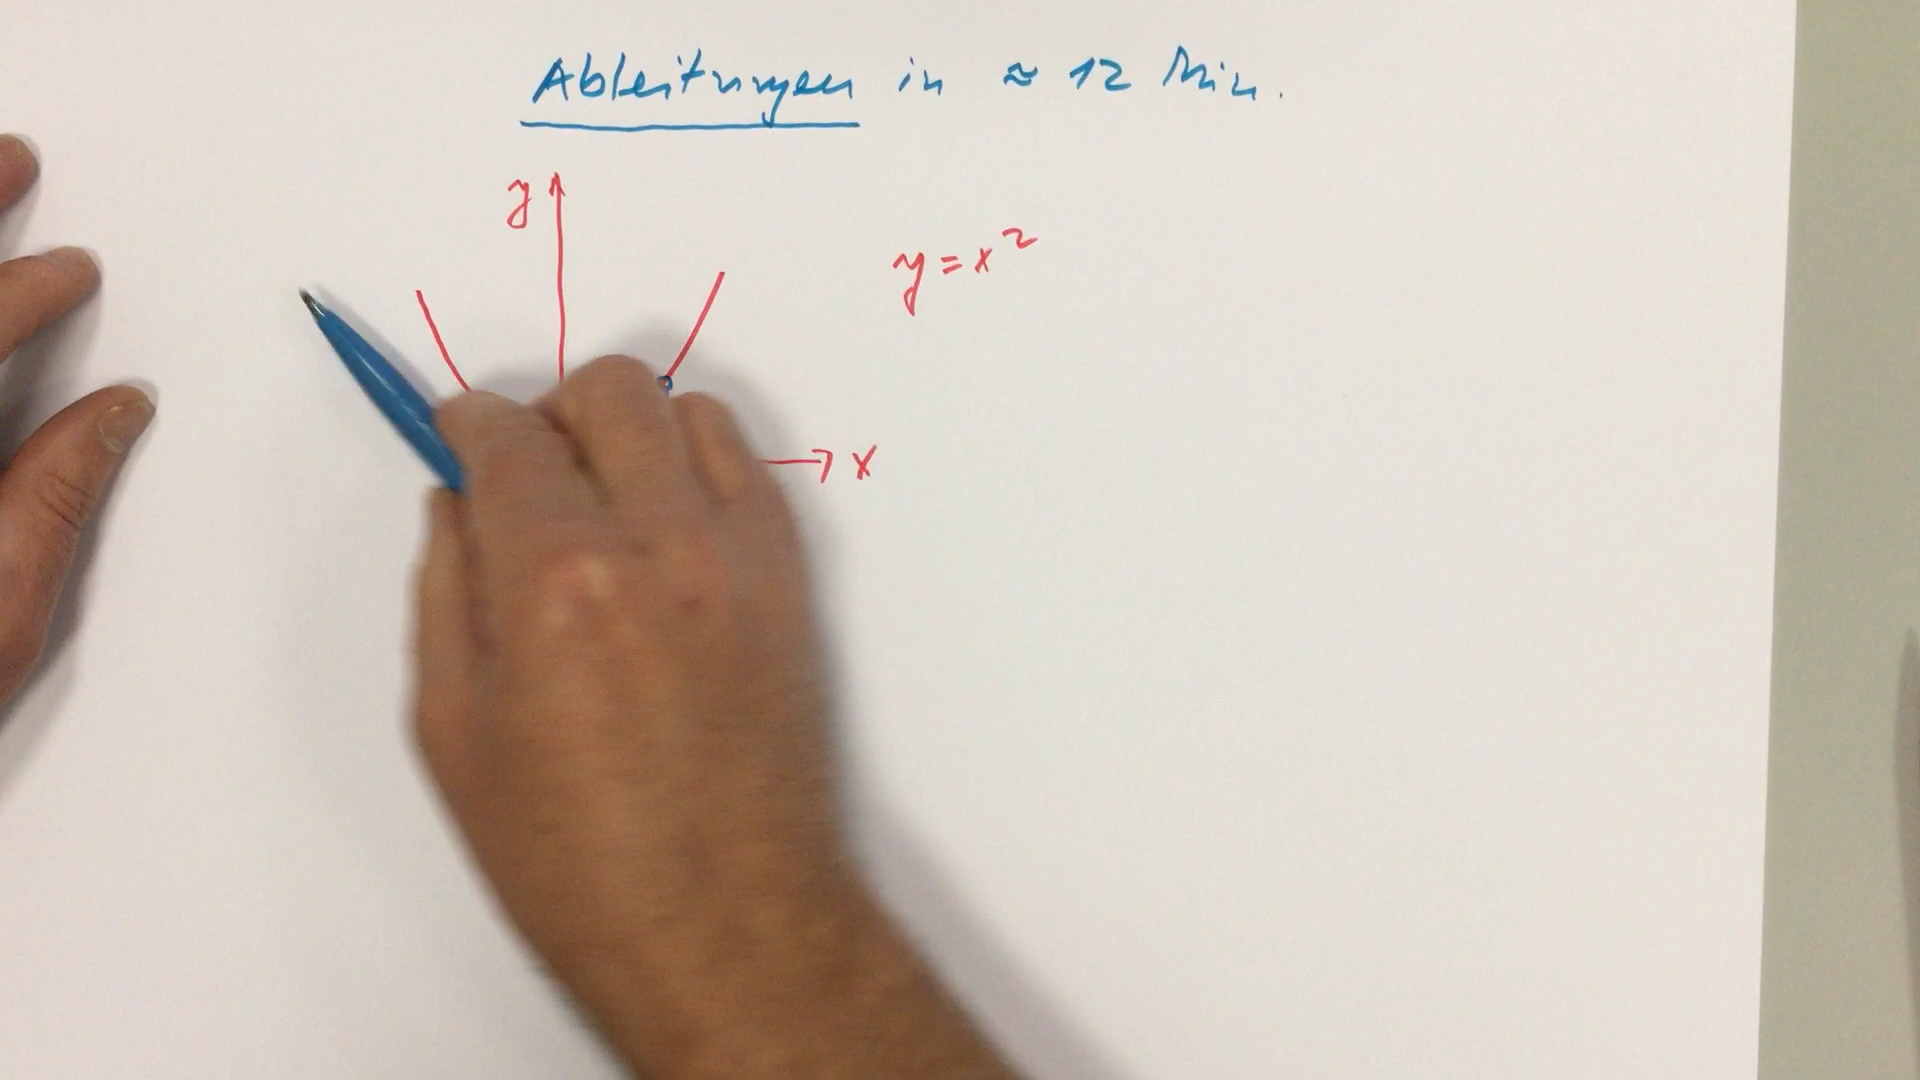 Ableitungen in ≈ 12 Min.
y
y = x²
x